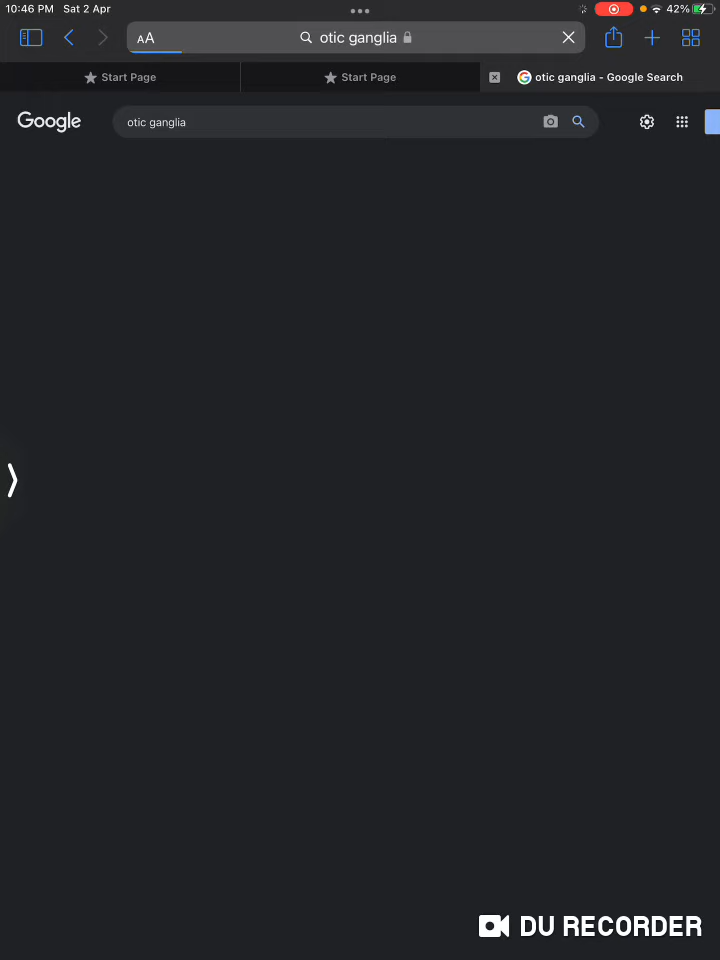 10:46 PM Sat 2 Apr
42%
AA
otic ganglia
Start Page
Start Page
otic ganglia - Google Search
Google
otic ganglia
DU RECORDER